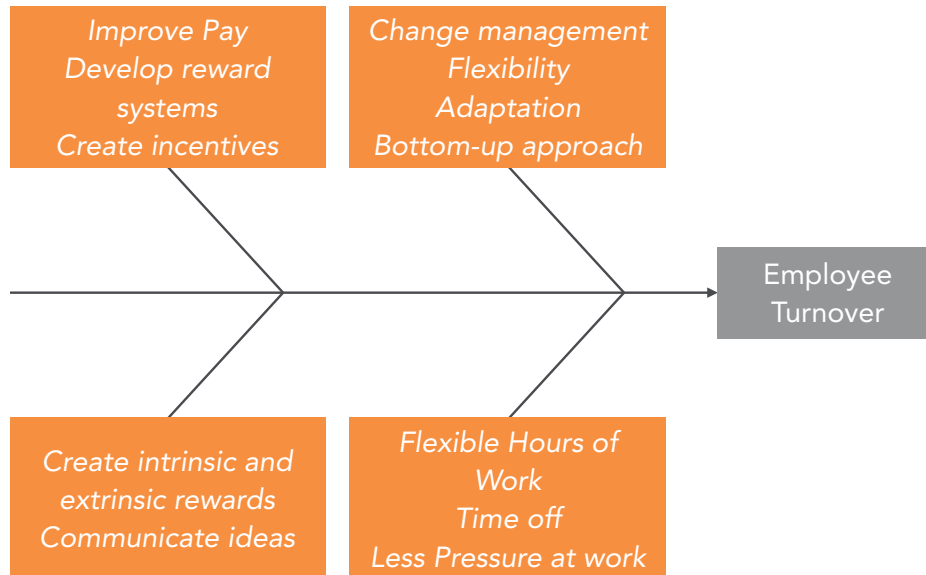 Improve Pay
Develop reward
systems
Create incentives
Change management
Flexibility
Adaptation
Bottom-up approach
Employee
Turnover
Create intrinsic and
extrinsic rewards
Communicate ideas
Flexible Hours of
Work
Time off
Less Pressure at work